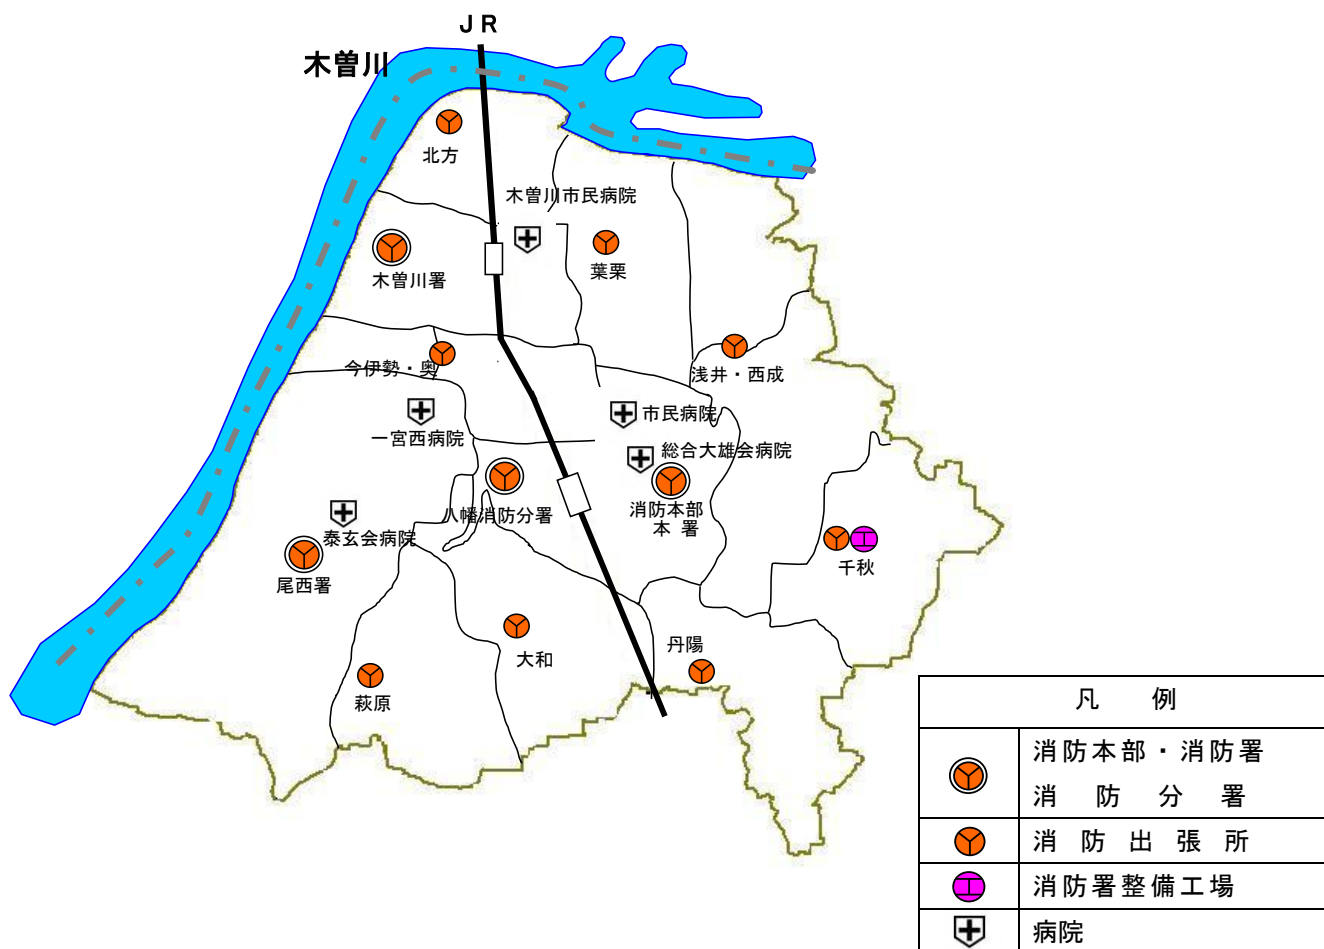 ＪＲ
木曽川
北方
木曽川市民病院
木曽川署
葉栗
今伊勢・奥
浅井・西成
一宮西病院
市民病院
総合大雄会病院
八幡消防分署
消防本部
本 署
泰玄会病院
尾西署
千秋
大和
丹陽
萩原
凡 例
消防本部・消防署
消 防 分 署
消 防 出 張 所
消防署整備工場
病院